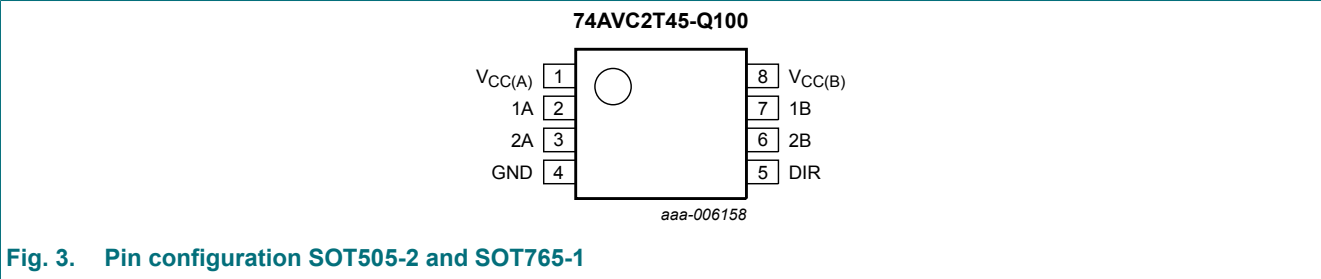 74AVC2T45-Q100
VCC(A) 1 8 VCC(B)
1A 2 7 1B
2A 3 6 2B
GND 4 5 DIR
aaa-006158
Fig. 3. Pin configuration SOT505-2 and SOT765-1